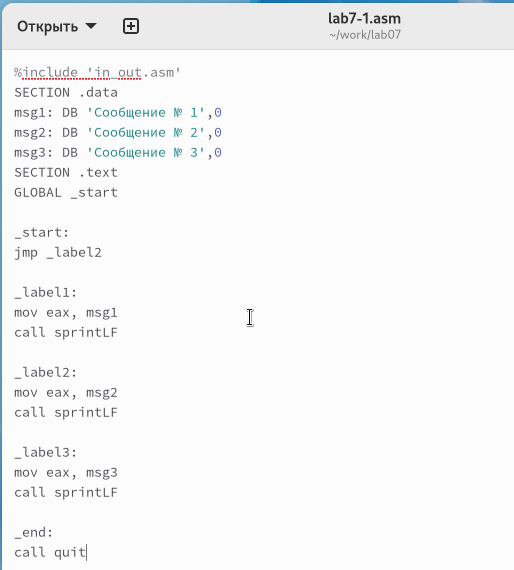 Открыть
lab7-1.asm
~/work/lab07
%include 'in_out.asm'
SECTION .data
msg1: DB 'Сообщение № 1',0
msg2: DB 'Сообщение № 2',0
msg3: DB 'Сообщение № 3',0
SECTION .text
GLOBAL _start
_start:
jmp _label2
_label1:
mov eax, msg1
call sprintLF
_label2:
mov eax, msg2
call sprintLF
_label3:
mov eax, msg3
call sprintLF
_end:
call quit